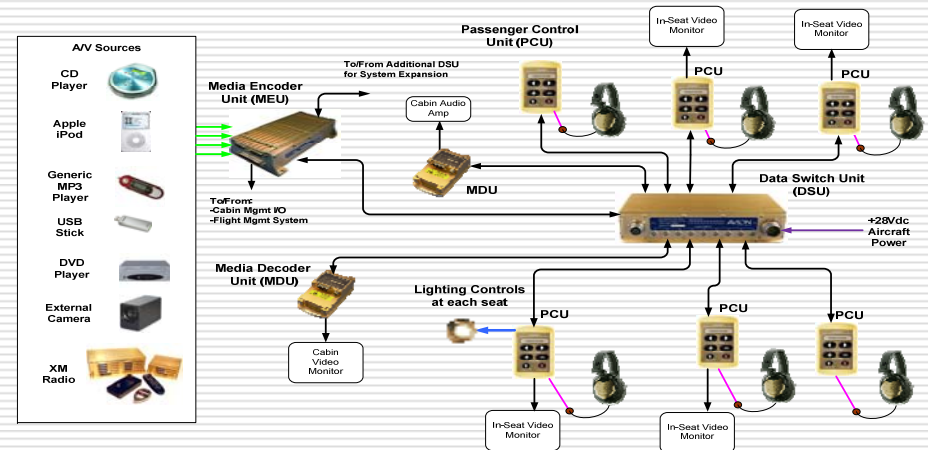 A/V Sources
CD
Player
Apple
iPod
Generic
MP3
Player
USB
Stick
DVD
Player
External
Camera
XM
Radio
Media Encoder
Unit (MEU)
To/From Additional DSU
for System Expansion
To/From:
-Cabin Mgmt I/O
-Flight Mgmt System
Cabin Audio
Amp
MDU
Passenger Control
Unit (PCU)
In-Seat Video
Monitor
PCU
In-Seat Video
Monitor
PCU
Data Switch Unit
(DSU)
+28Vdc
Aircraft
Power
Media Decoder
Unit (MDU)
Cabin
Video
Monitor
Lighting Controls
at each seat
PCU
In-Seat Video
Monitor
PCU
In-Seat Video
Monitor
PCU